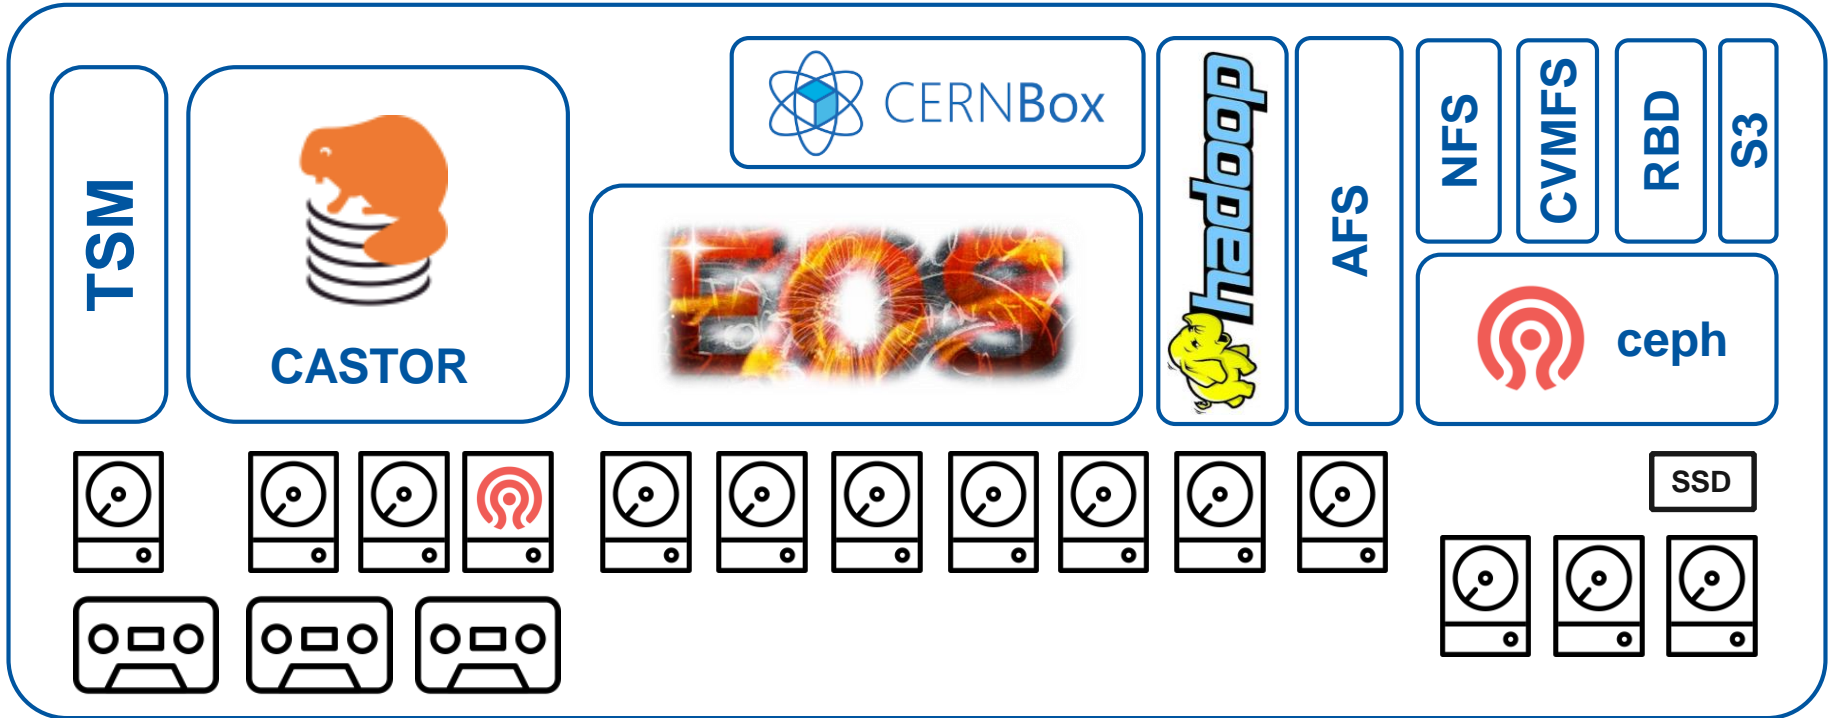 TSM
CASTOR
CERNBox
EOS
hadoop
AFS
NFS
CVMFS
RBD
S3
ceph
SSD